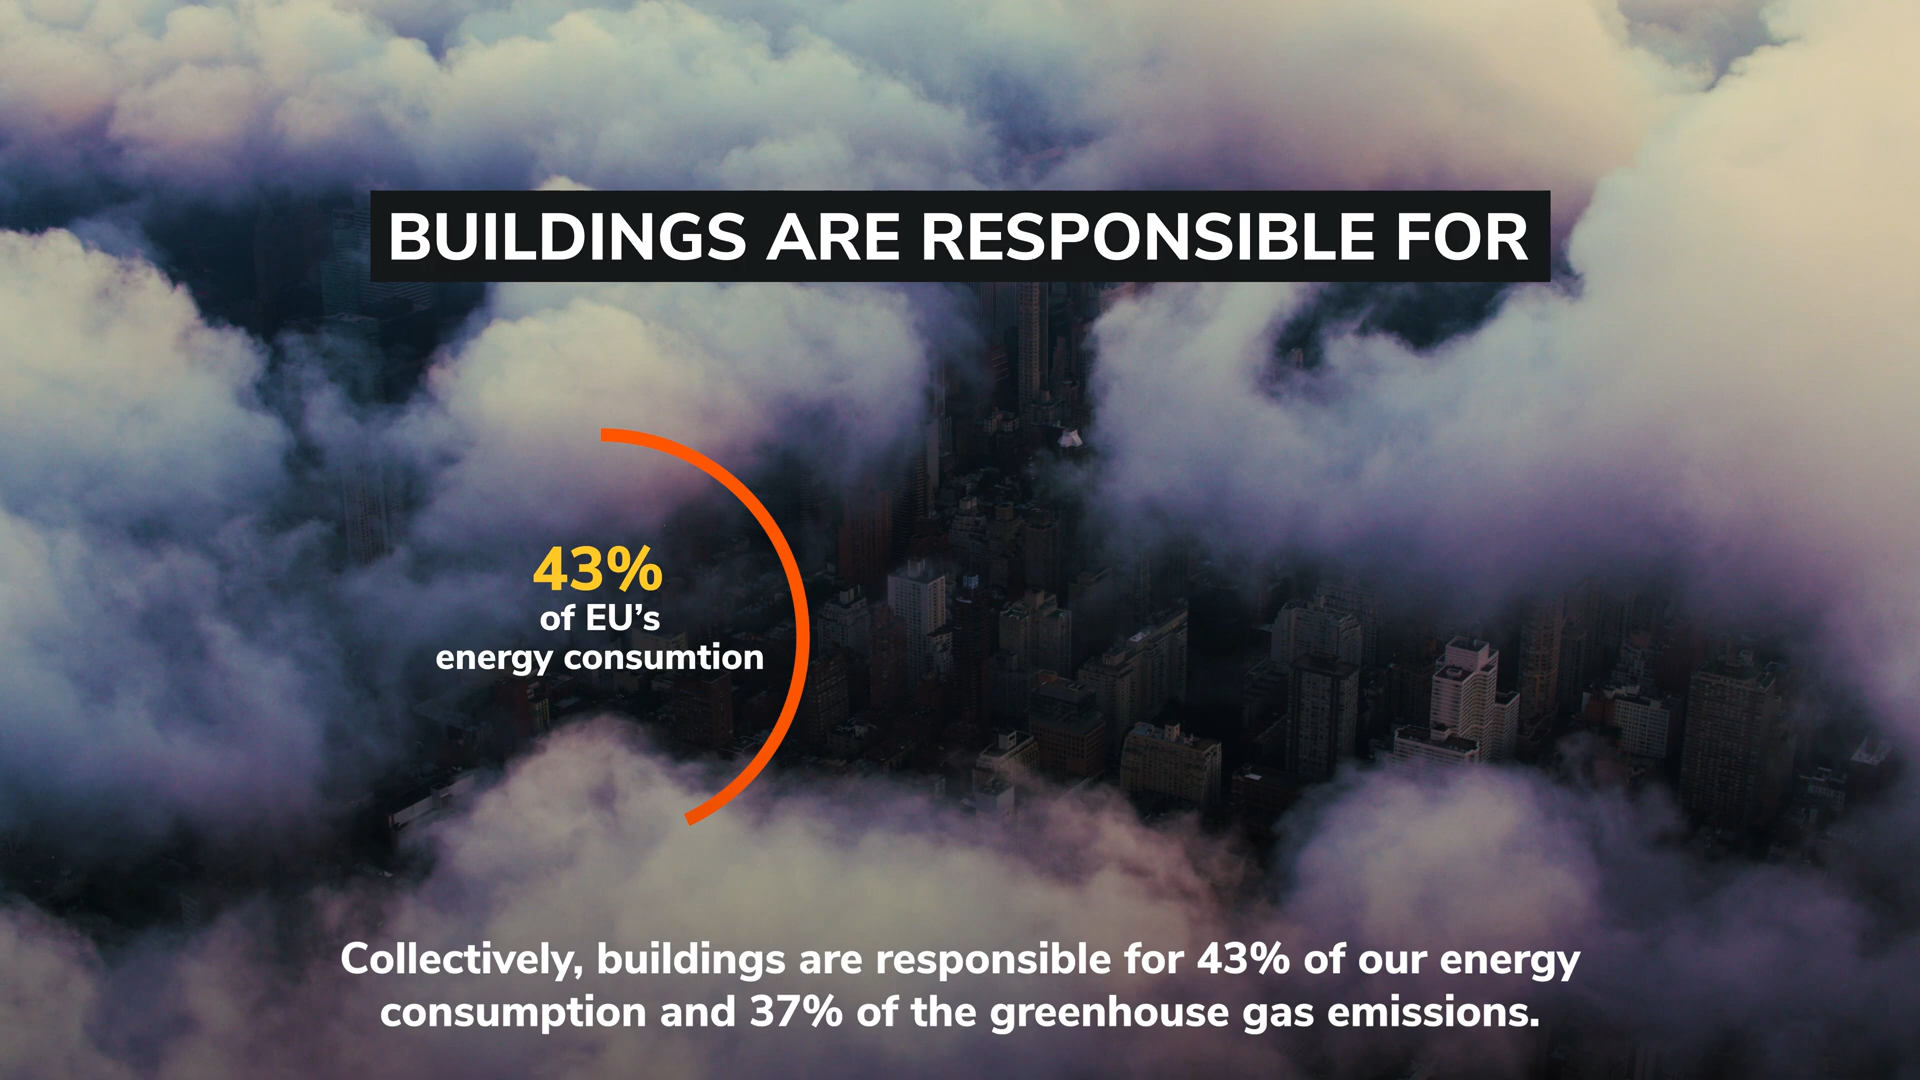 BUILDINGS ARE RESPONSIBLE FOR
43%
of EU’s
energy consumtion
Collectively, buildings are responsible for 43% of our energy
consumption and 37% of the greenhouse gas emissions.